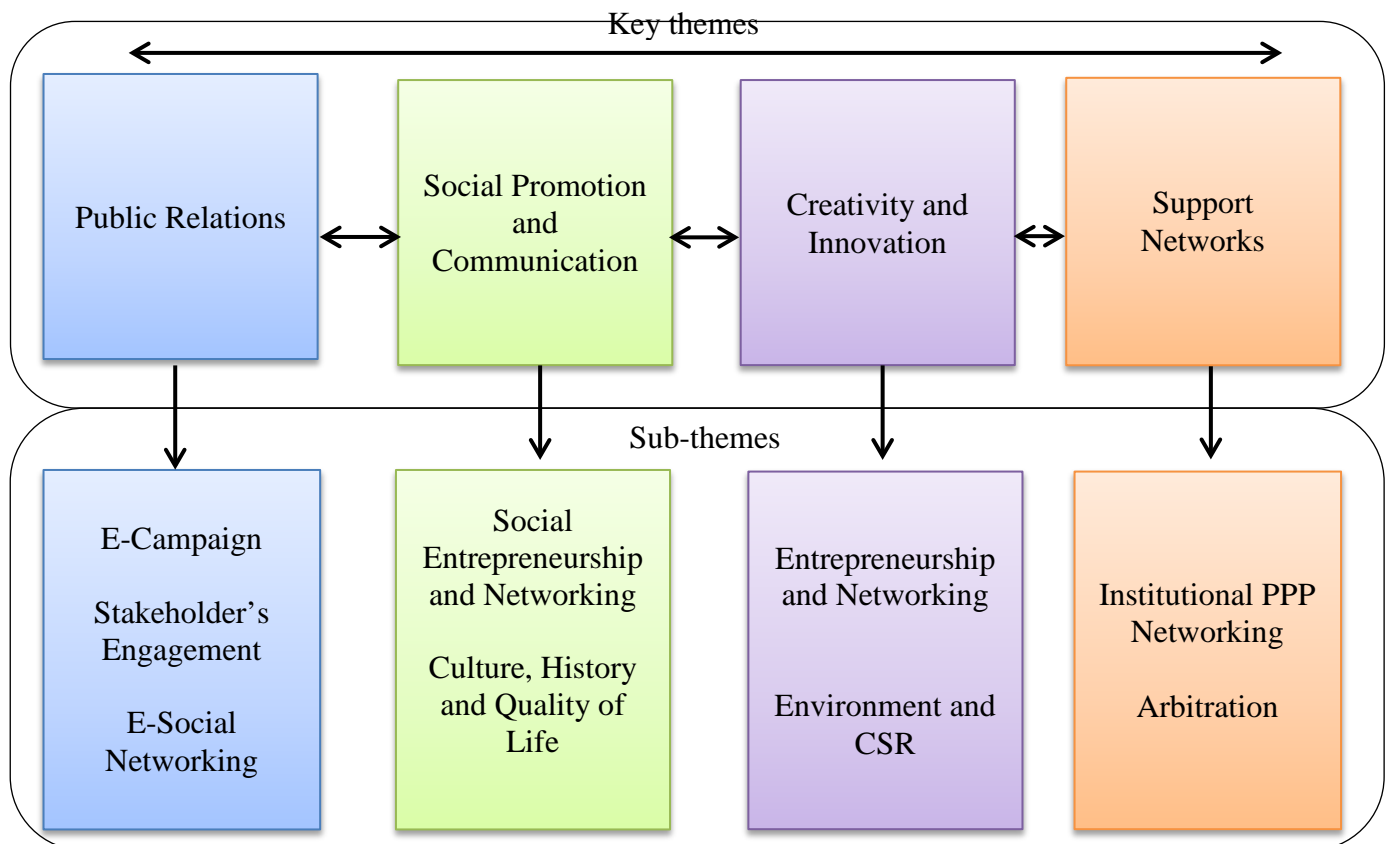 Key themes
Public Relations
Social Promotion
and
Communication
Creativity and
Innovation
Support
Networks
Sub-themes
E-Campaign
Stakeholder’s
Engagement
E-Social
Networking
Social
Entrepreneurship
and Networking
Culture, History
and Quality of
Life
Entrepreneurship
and Networking
Environment and
CSR
Institutional PPP
Networking
Arbitration